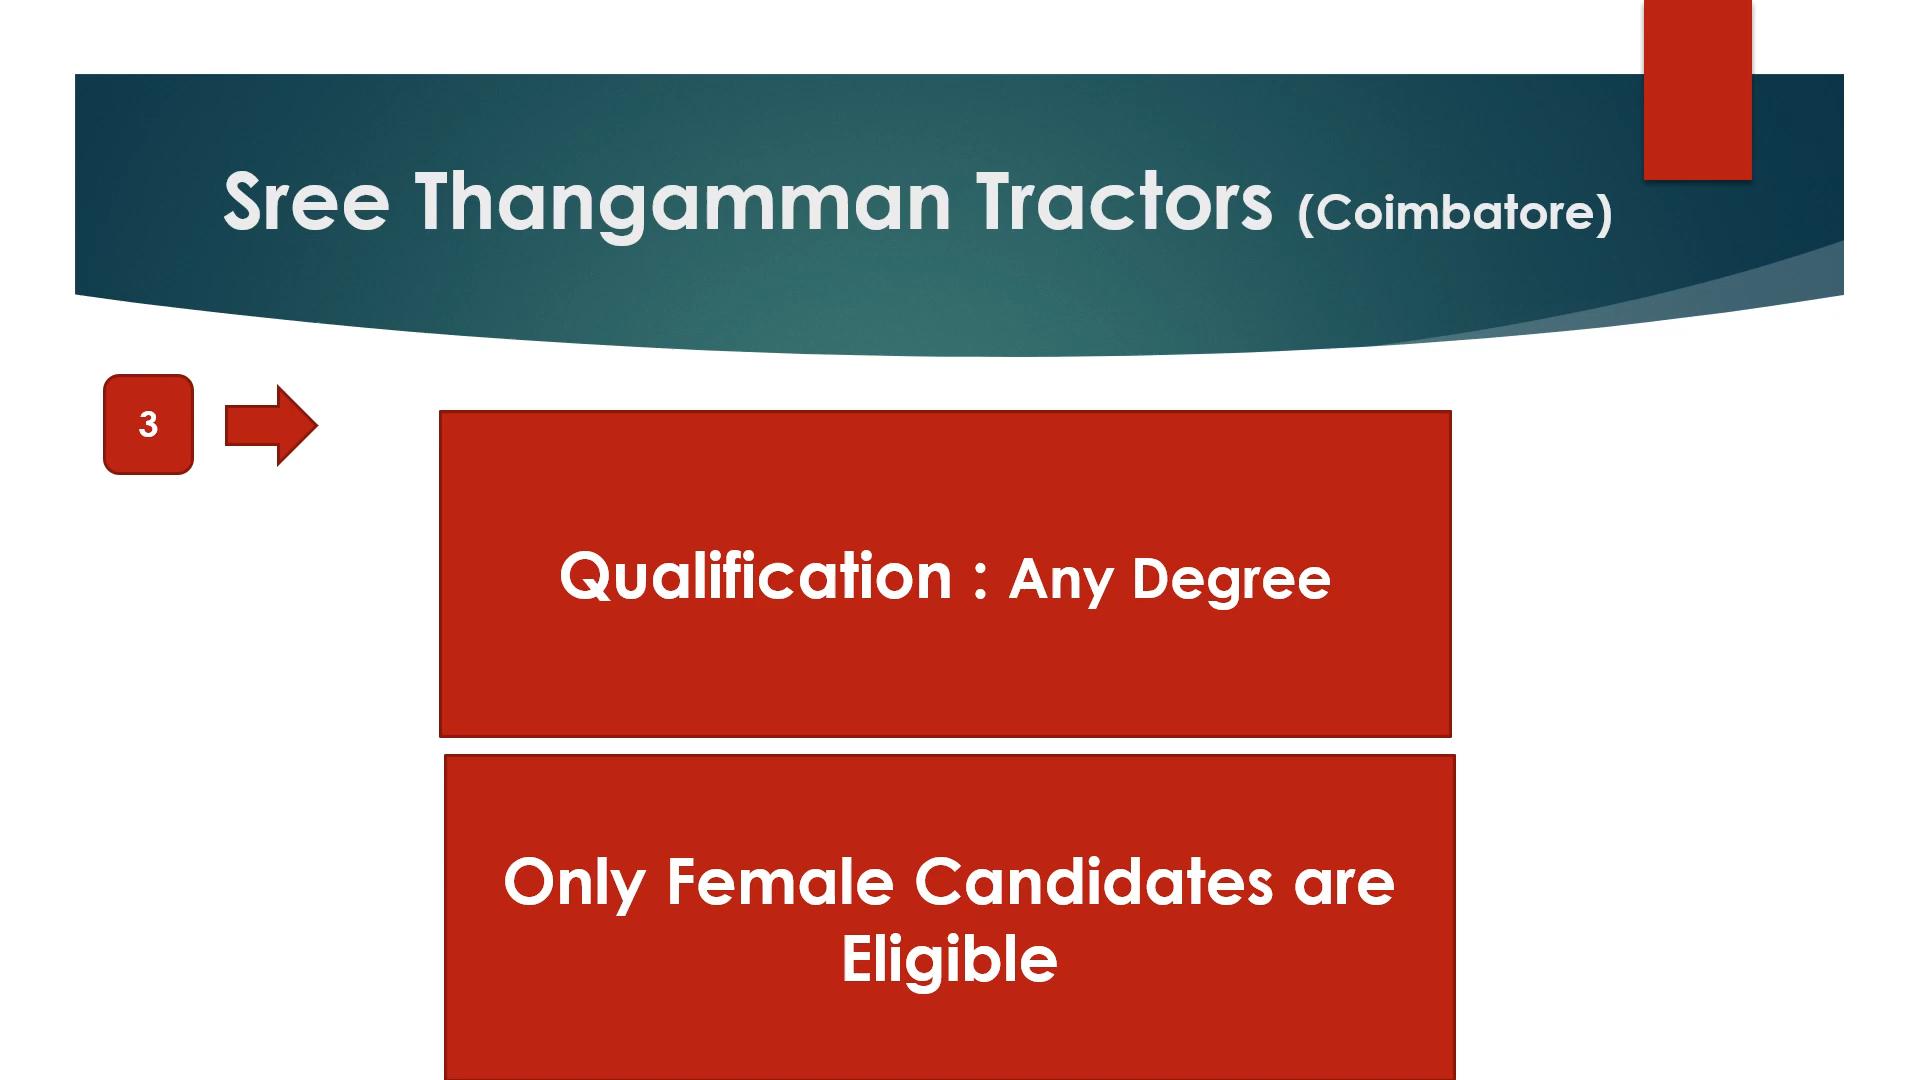 Sree Thangamman Tractors (Coimbatore)
3
Qualification : Any Degree
Only Female Candidates are
Eligible